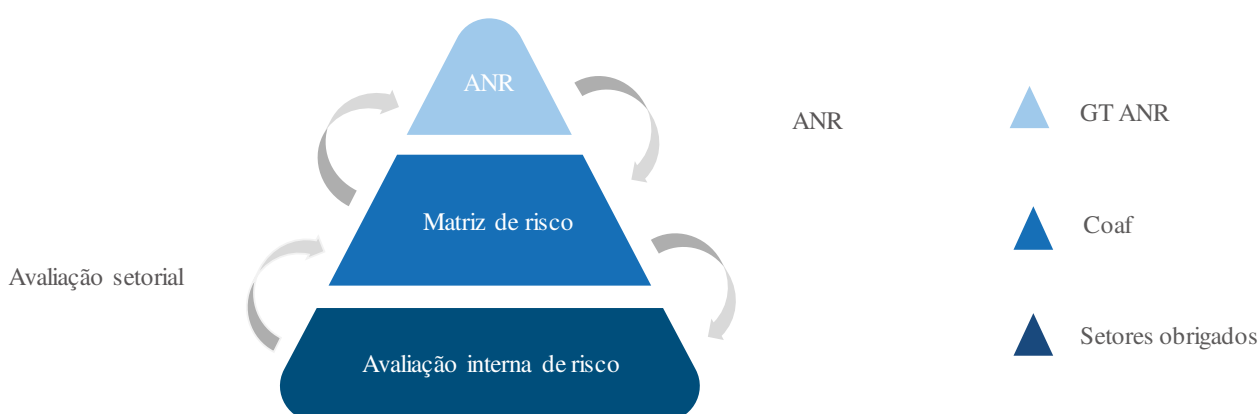 ANR
ANR
GT ANR
Matriz de risco
Coaf
Avaliação setorial
Avaliação interna de risco
Setores obrigados